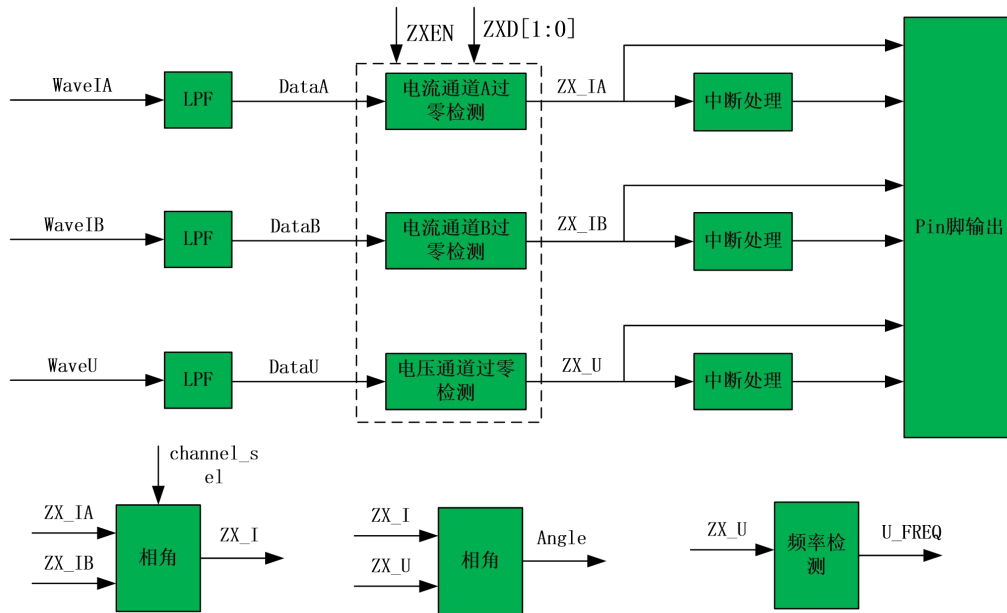 ZXEN
ZXD[1:0]
WaveIA
LPF
DataA
电流通道A过
零检测
ZX_IA
中断处理
WaveIB
LPF
DataB
电流通道B过
零检测
ZX_IB
中断处理
Pin脚输出
WaveU
LPF
DataU
电压通道过零
检测
ZX_U
中断处理
channel_s
el
ZX_IA
ZX_IB
相角
ZX_I
ZX_I
ZX_U
相角
Angle
ZX_U
频率检
测
U_FREQ